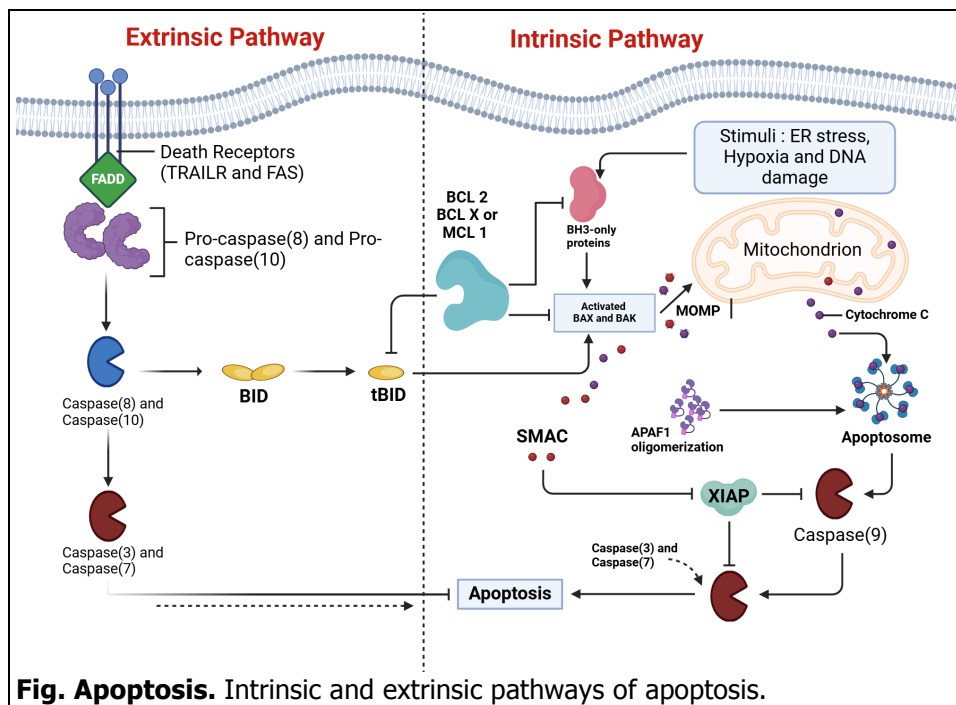 Extrinsic Pathway
Intrinsic Pathway
Death Receptors
(TRAILR and FAS)
FADD
Pro-caspase(8) and Pro-
caspase(10)
Caspase(8) and
Caspase(10)
BID
tBID
Caspase(3) and
Caspase(7)
BCL 2
BCL X or
MCL 1
Stimuli : ER stress,
Hypoxia and DNA
damage
BH3-only
proteins
Activated
BAX and BAK
MOMP
Mitochondrion
Cytochrome C
SMAC
APAF1
oligomerization
Apoptosome
XIAP
Caspase(9)
Caspase(3) and
Caspase(7)
Apoptosis
Fig. Apoptosis. Intrinsic and extrinsic pathways of apoptosis.